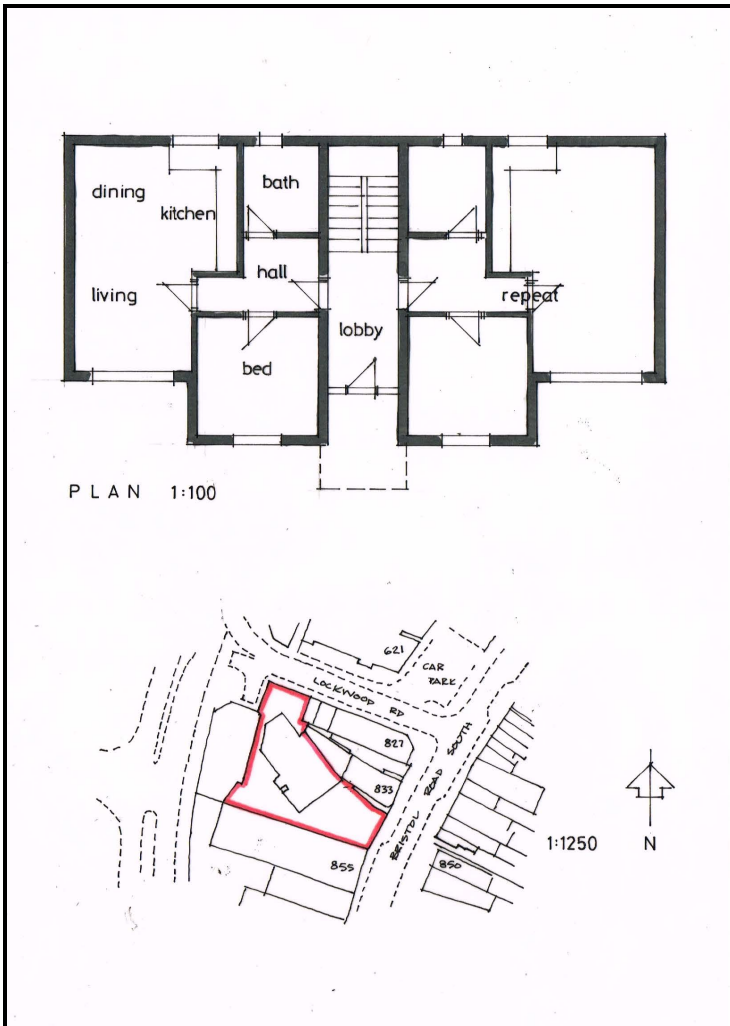 bath
dining
kitchen
hall
living
repeat
lobby
bed
PLAN 1:100
621
CAR
PARK
LOCKWOOD RD
827
833
BRISTOL ROAD SOUTH
1:1250
N
855
850